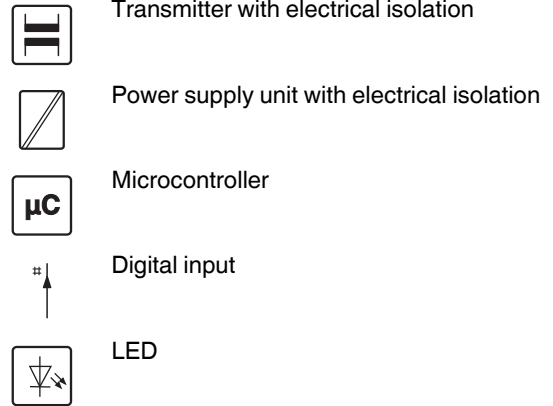 Transmitter with electrical isolation
Power supply unit with electrical isolation
µC
Microcontroller
#
Digital input
LED